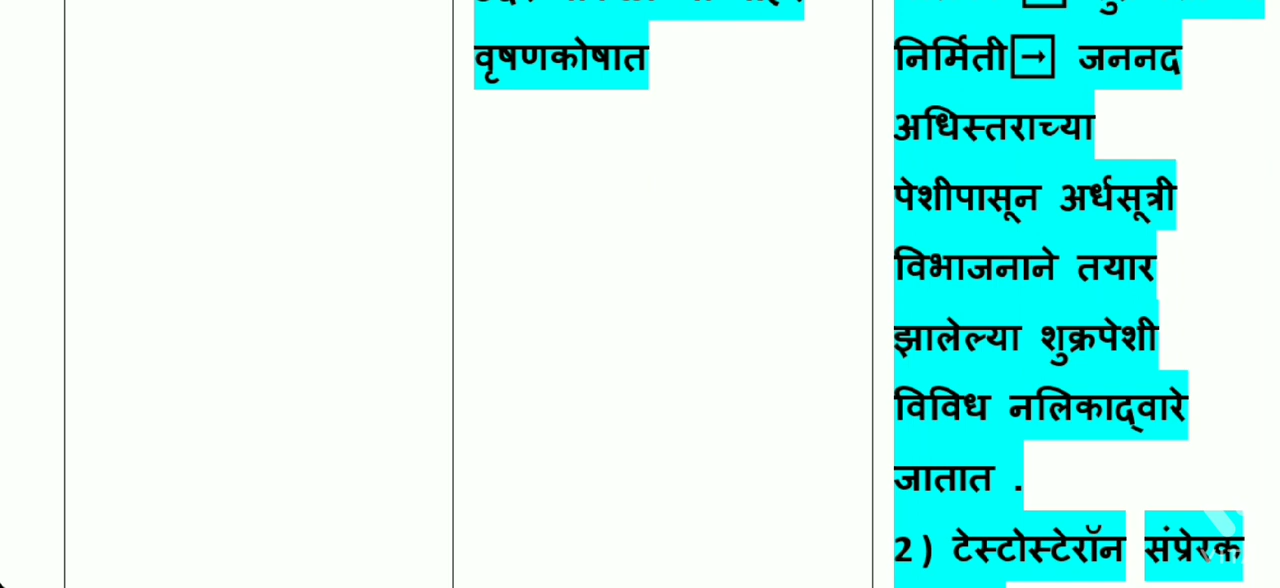 वृषणकोषात
निर्मिती→ जननद
अधिस्तराच्या
पेशीपासून अर्धसूत्री
विभाजनाने तयार
झालेल्या शुक्रपेशी
विविध नलिकाद्वारे
जातात .
2) टेस्टोस्टेरॉन संप्रेरक